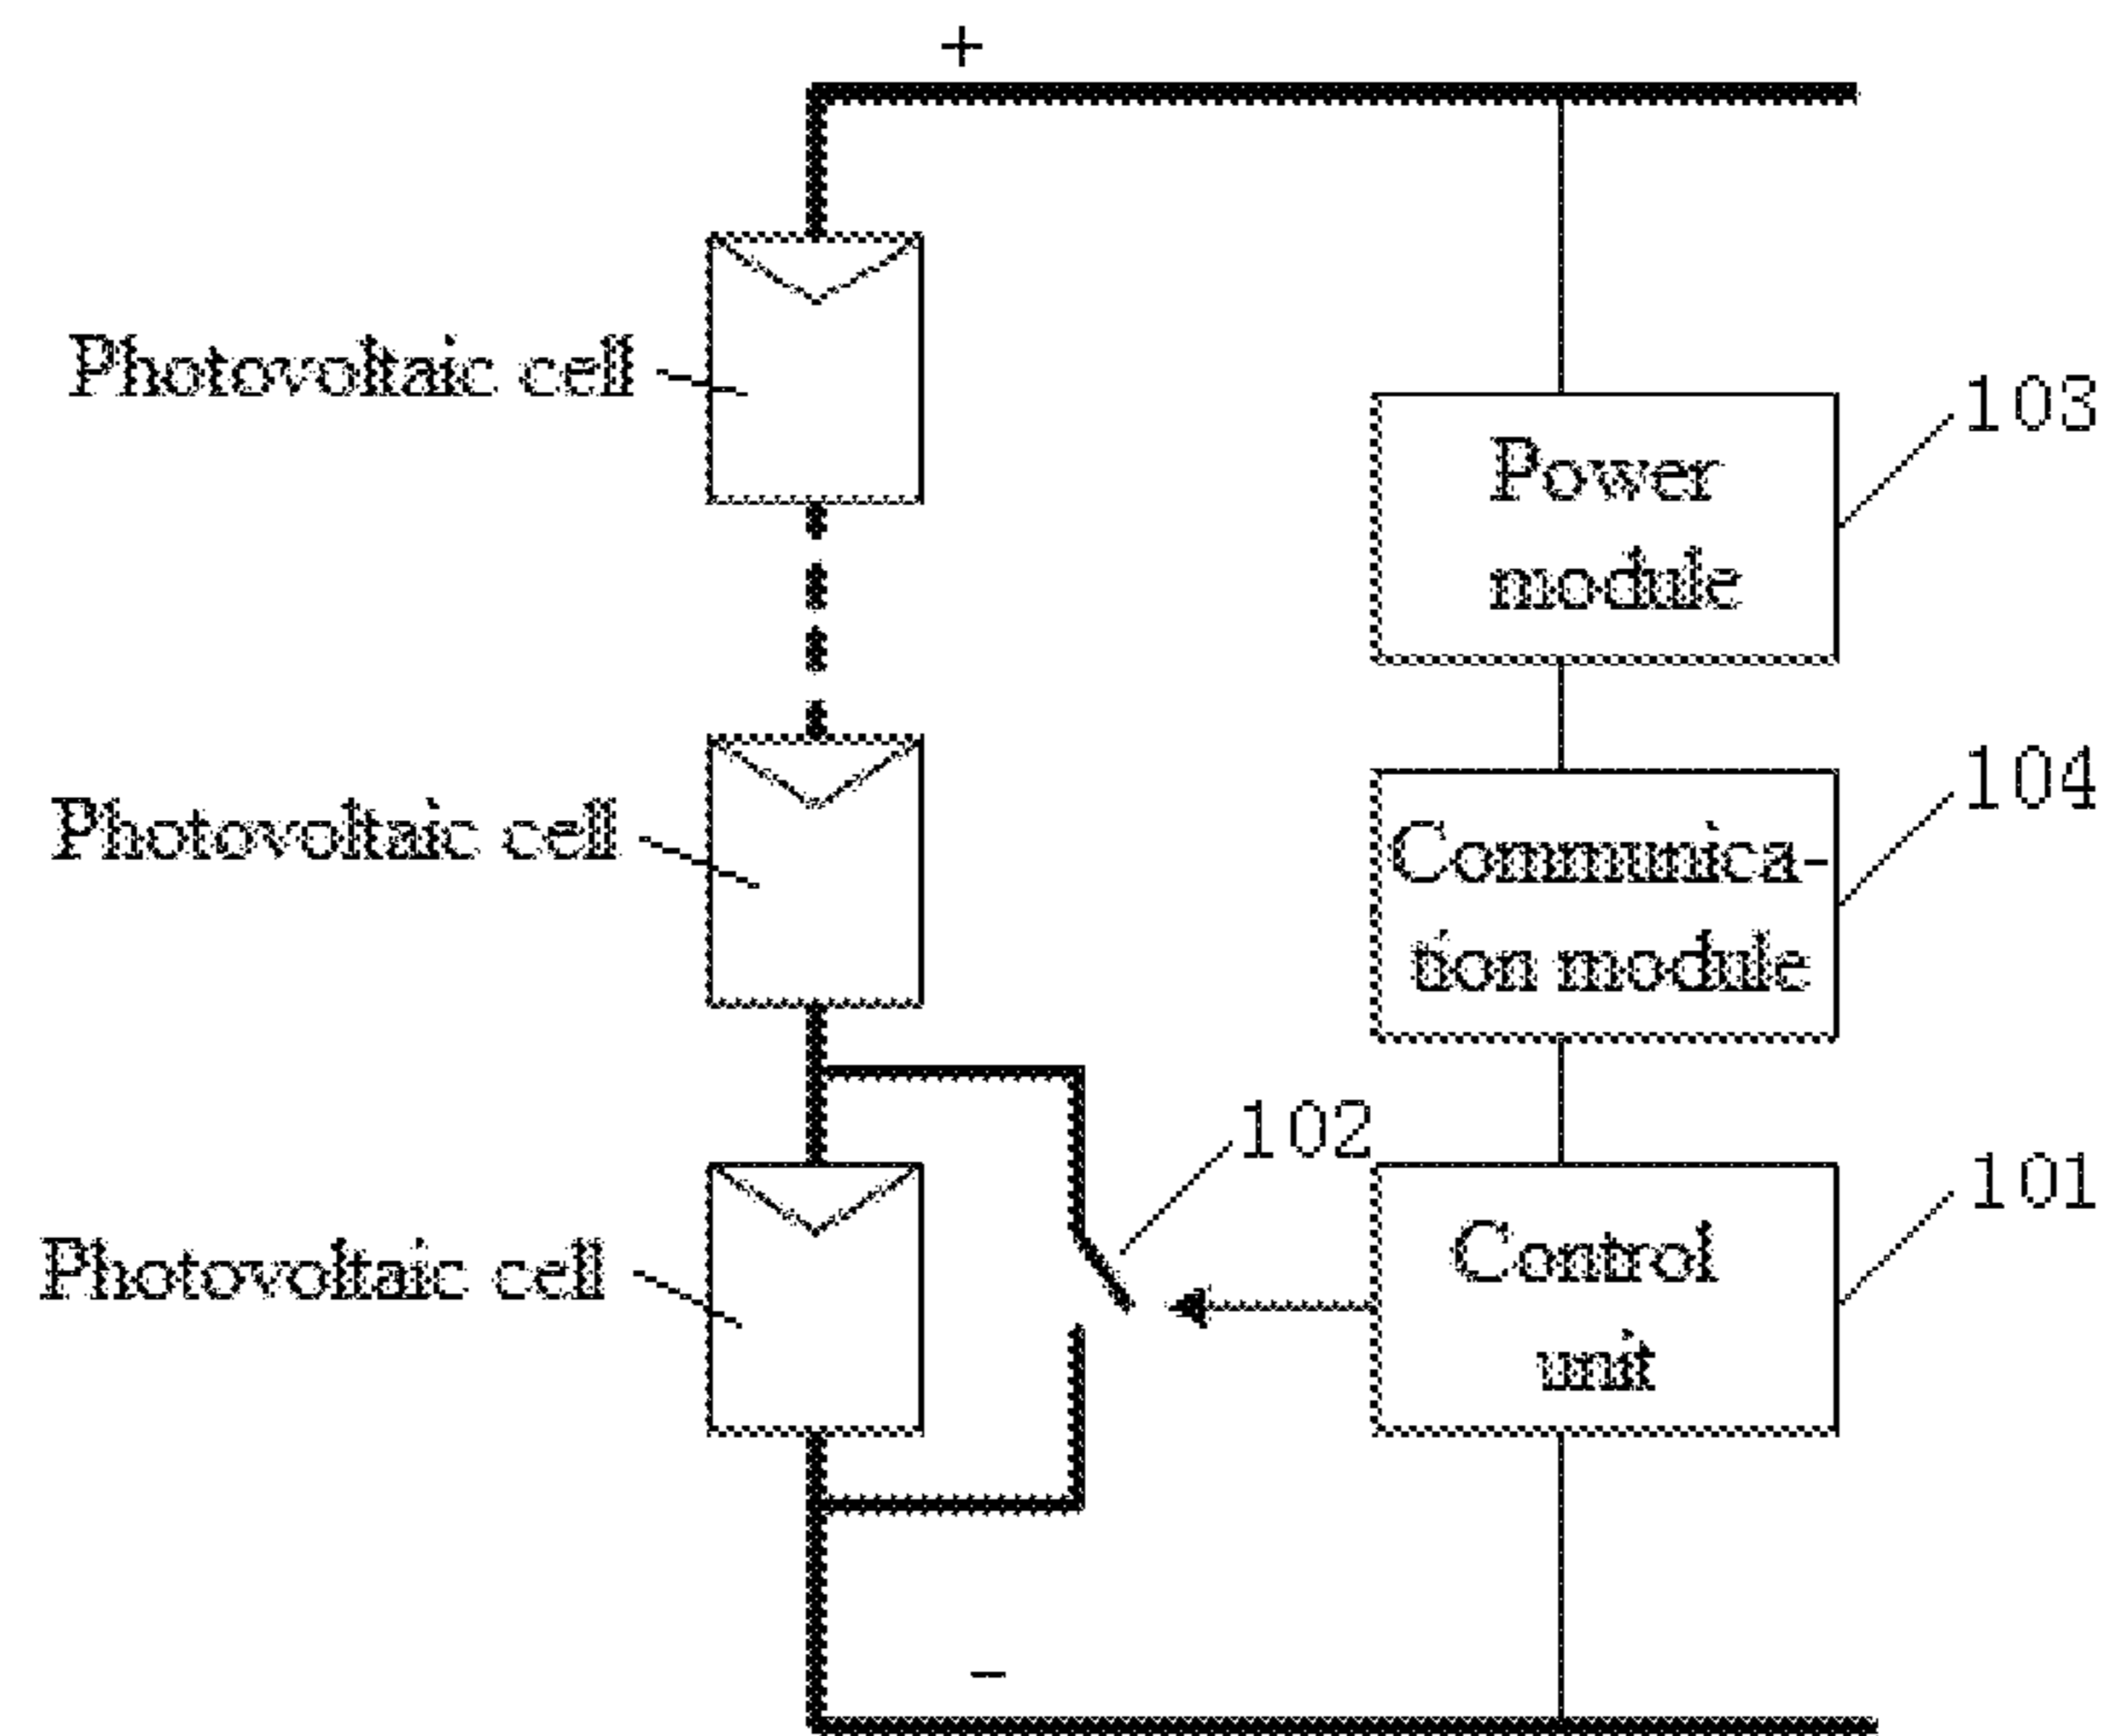 +
Photovoltaic cell
103
Power
module
104
Photovoltaic cell
Communica-
tion module
102
101
Photovoltaic cell
Control
unit
-